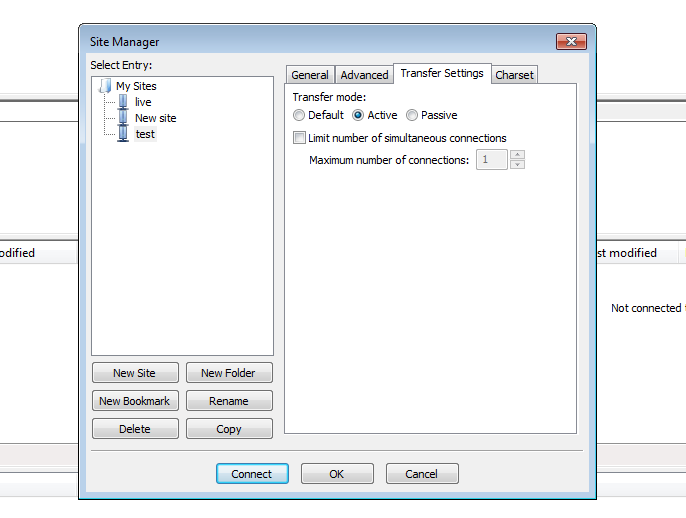 Site Manager
Select Entry:
My Sites
live
New site
test
New Site
New Folder
New Bookmark
Rename
Delete
Copy
General
Advanced
Transfer Settings
Charset
Transfer mode:
Default
Active
Passive
Limit number of simultaneous connections
Maximum number of connections:
1
Connect
OK
Cancel
odified
st modified
Not connected